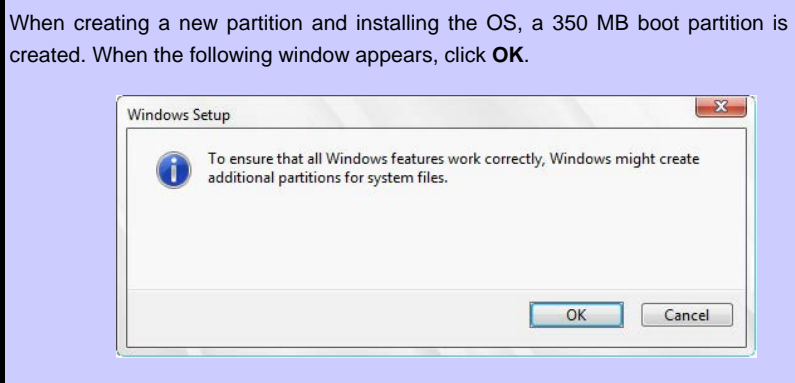 When creating a new partition and installing the OS, a 350 MB boot partition is
created. When the following window appears, click OK.
Windows Setup
To ensure that all Windows features work correctly, Windows might create
additional partitions for system files.
OK
Cancel